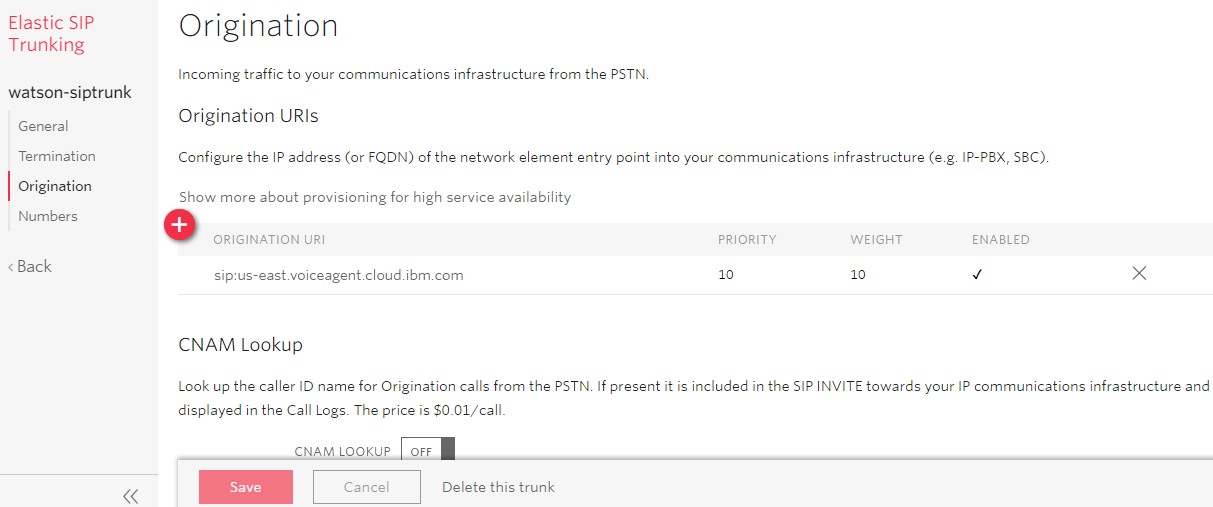 Elastic SIP
Trunking
watson-siptrunk
General
Termination
Origination
Numbers
‹ Back
Origination
Incoming traffic to your communications infrastructure from the PSTN.
Origination URIs
Configure the IP address (or FQDN) of the network element entry point into your communications infrastructure (e.g. IP-PBX, SBC).
Show more about provisioning for high service availability
ORIGINATION URI PRIORITY WEIGHT ENABLED
sip:us-east.voiceagent.cloud.ibm.com 10 10 ✓
CNAM Lookup
Look up the caller ID name for Origination calls from the PSTN. If present it is included in the SIP INVITE towards your IP communications infrastructure and
displayed in the Call Logs. The price is $0.01/call.
CNAM LOOKUP OFF
Save Cancel Delete this trunk